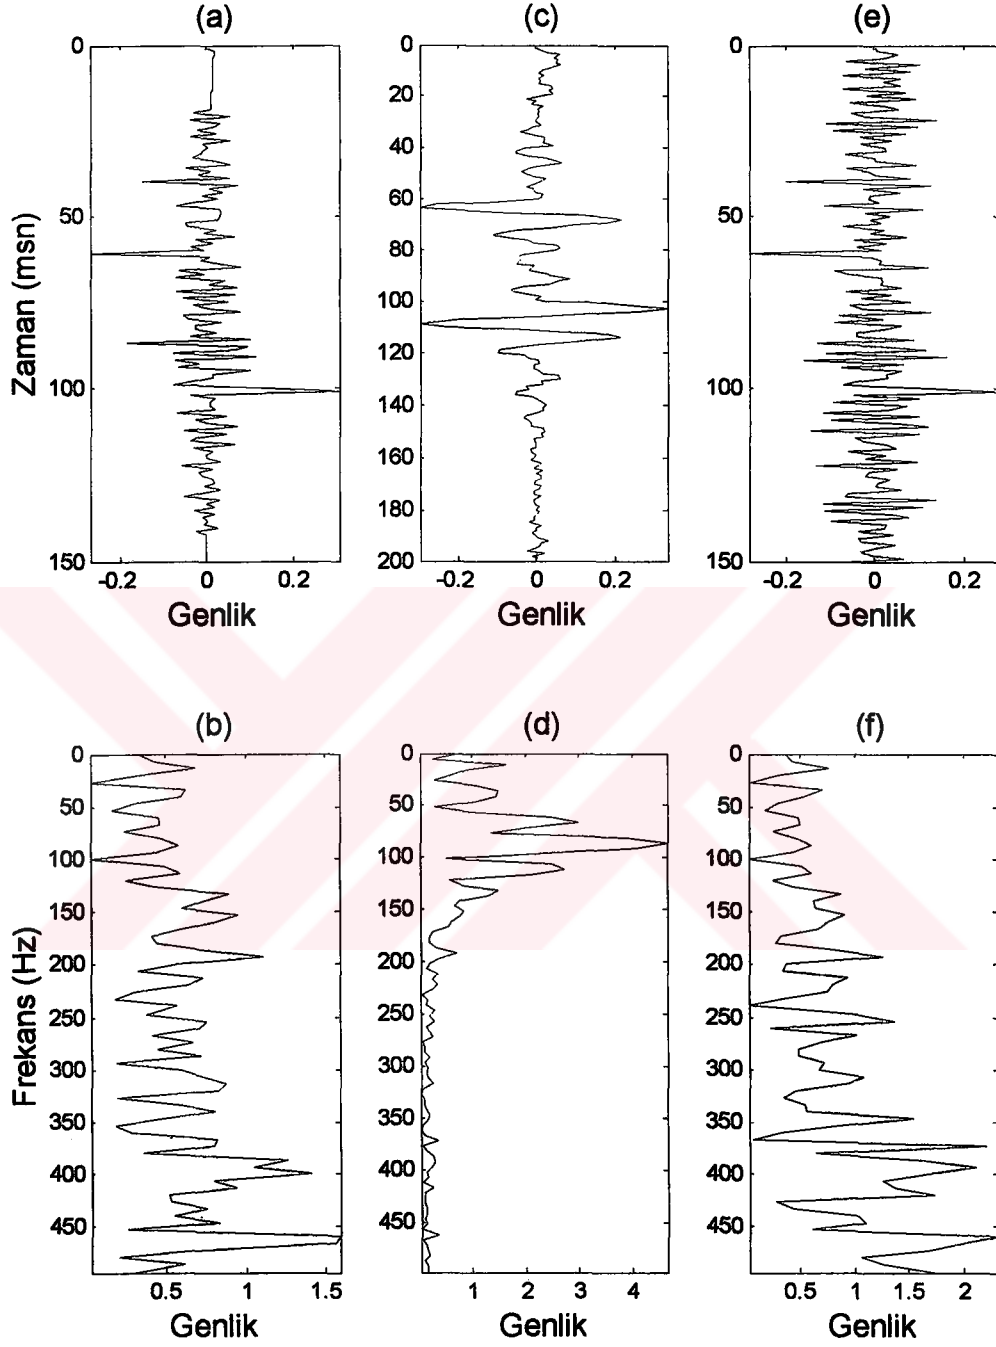 (a) (c) (e)
0 0 0
20
40
50 60 50
80
100 100 100
120
140
160
180
150 200 150
-0.2 0 0.2 -0.2 0 0.2 -0.2 0 0.2
Zaman (msn)
Genlik Genlik Genlik
(b) (d) (f)
0 0 0
50 50 50
100 100 100
150 150 150
200 200 200
250 250 250
300 300 300
350 350 350
400 400 400
450 450 450
0.5 1 1.5 1 2 3 4 0.5 1 1.5 2
Frekans (Hz)
Genlik Genlik Genlik